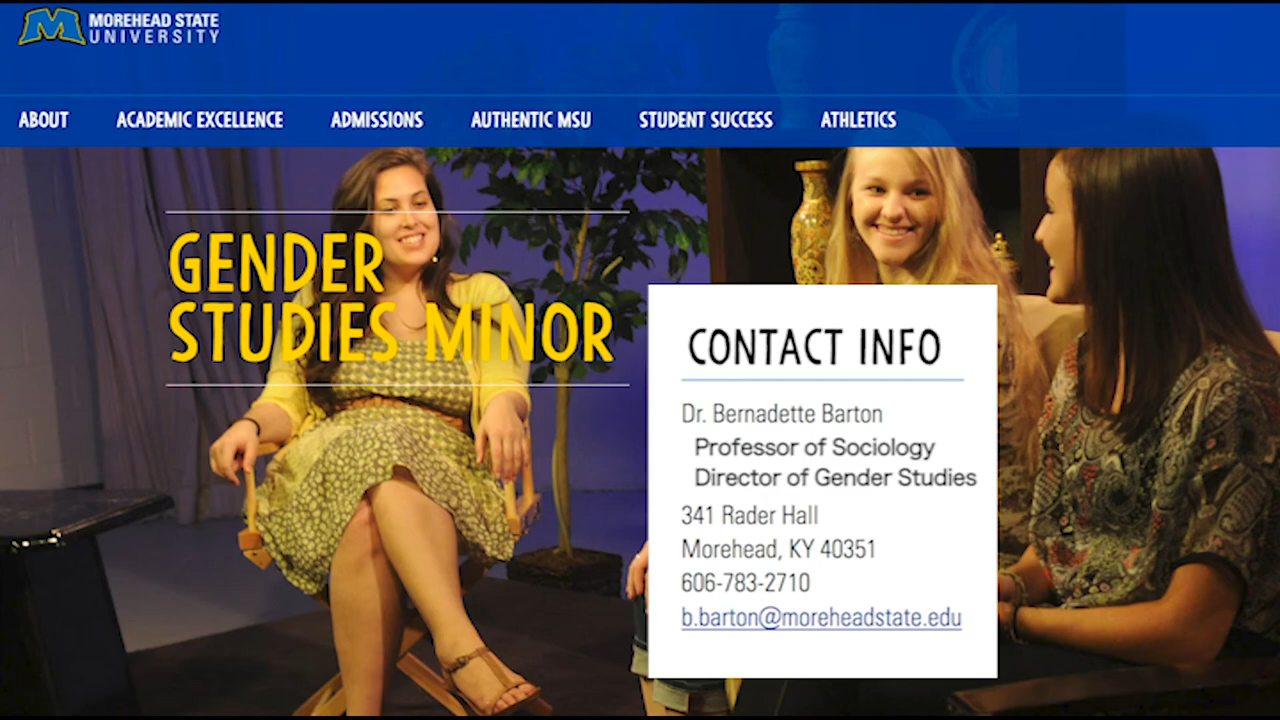 MOREHEAD STATE
UNIVERSITY
ABOUT ACADEMIC EXCELLENCE ADMISSIONS AUTHENTIC MSU STUDENT SUCCESS ATHLETICS
GENDER
STUDIES MINOR
CONTACT INFO
Dr. Bernadette Barton
Professor of Sociology
Director of Gender Studies
341 Rader Hall
Morehead, KY 40351
606-783-2710
b.barton@moreheadstate.edu